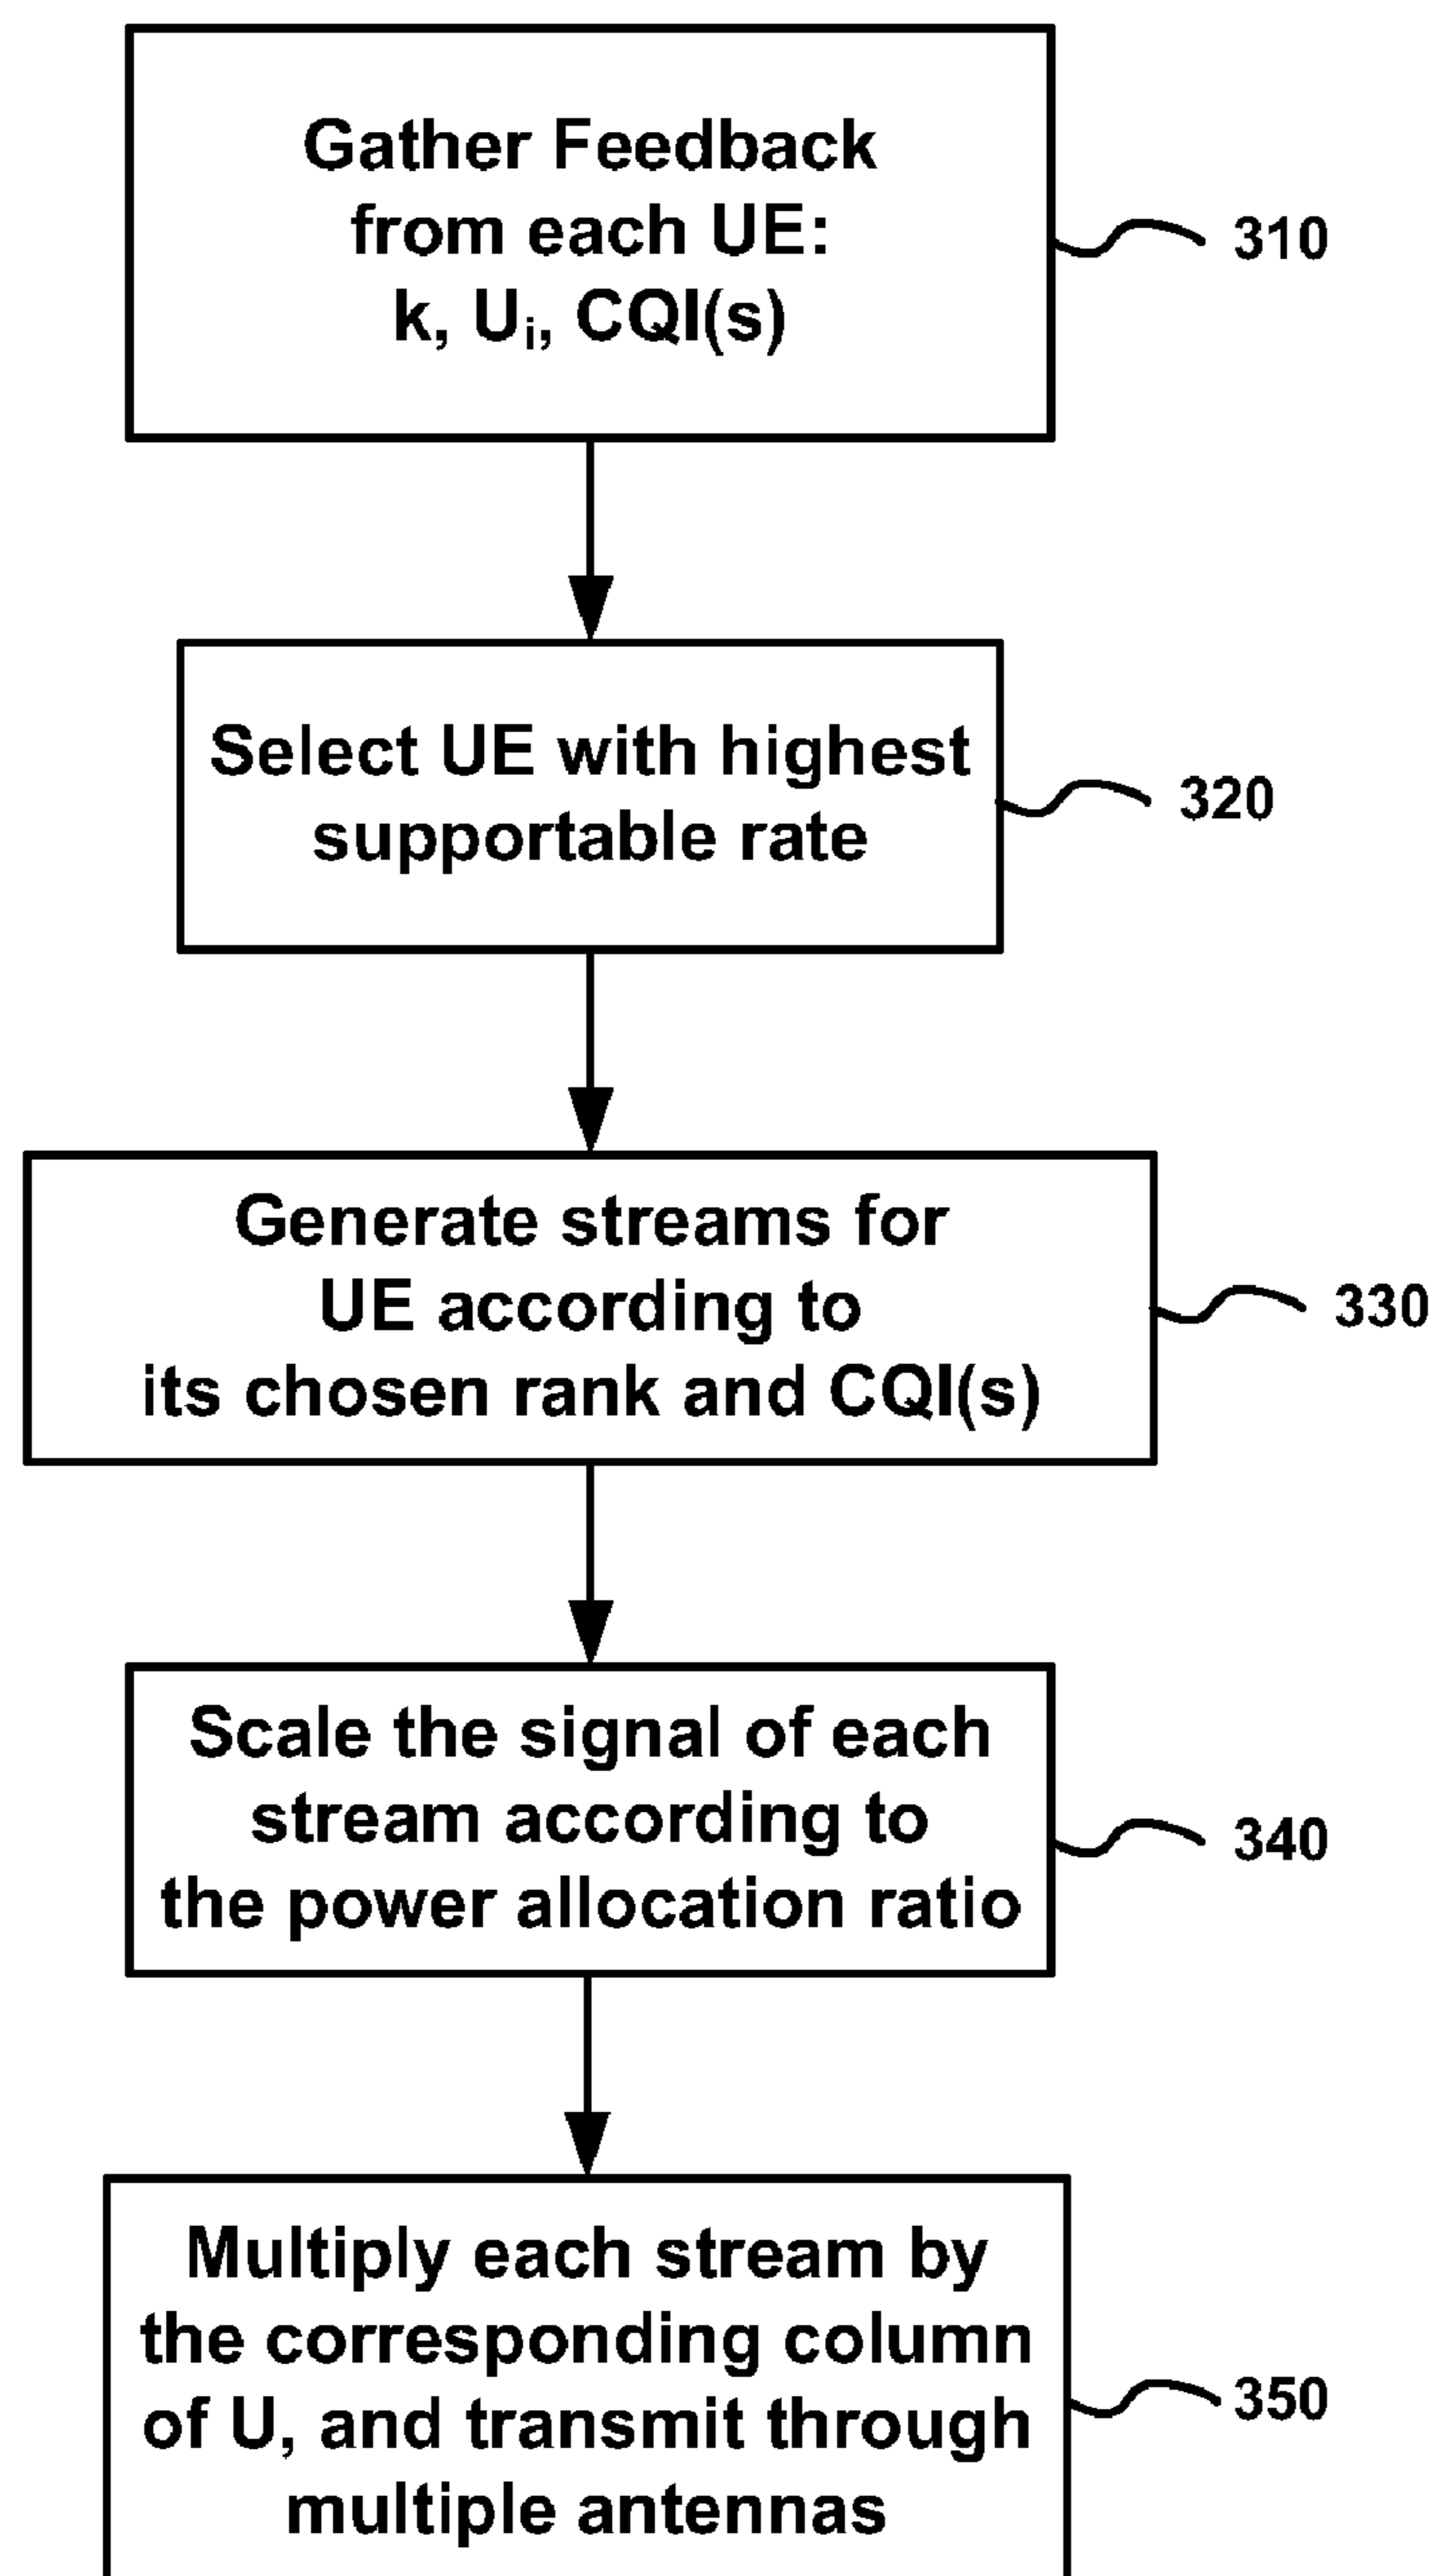 Gather Feedback
from each UE:
k, Uᵢ, CQI(s)
310
Select UE with highest
supportable rate
320
Generate streams for
UE according to
its chosen rank and CQI(s)
330
Scale the signal of each
stream according to
the power allocation ratio
340
Multiply each stream by
the corresponding column
of U, and transmit through
multiple antennas
350